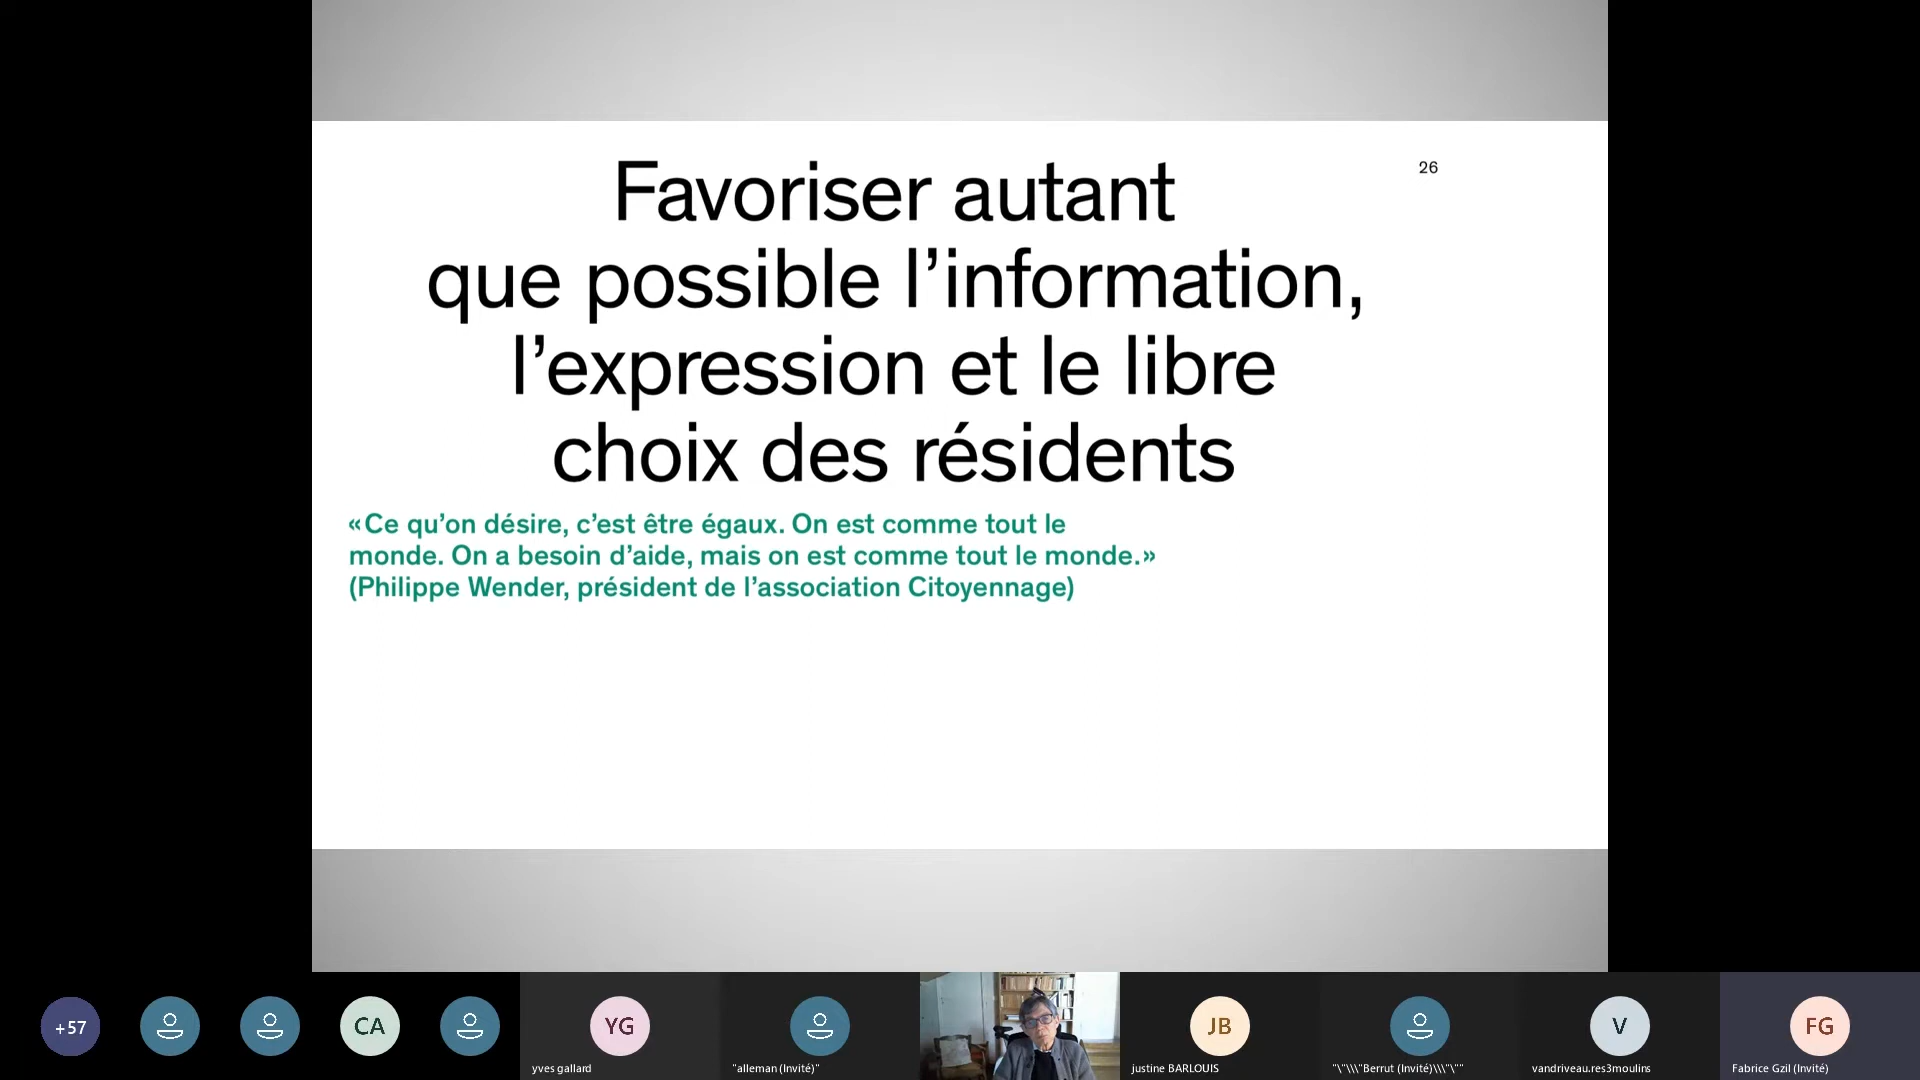 26
Favoriser autant
que possible l’information,
l’expression et le libre
choix des résidents
«Ce qu’on désire, c’est être égaux. On est comme tout le
monde. On a besoin d’aide, mais on est comme tout le monde.»
(Philippe Wender, président de l’association Citoyennage)
+57
CA
YG
JB
V
FG
yves gallard
"alleman (Invité)"
justine BARLOUIS
"\"\\\"Berrut (Invité)\\\"\""
vandriveau.res3moulins
Fabrice Gzil (Invité)